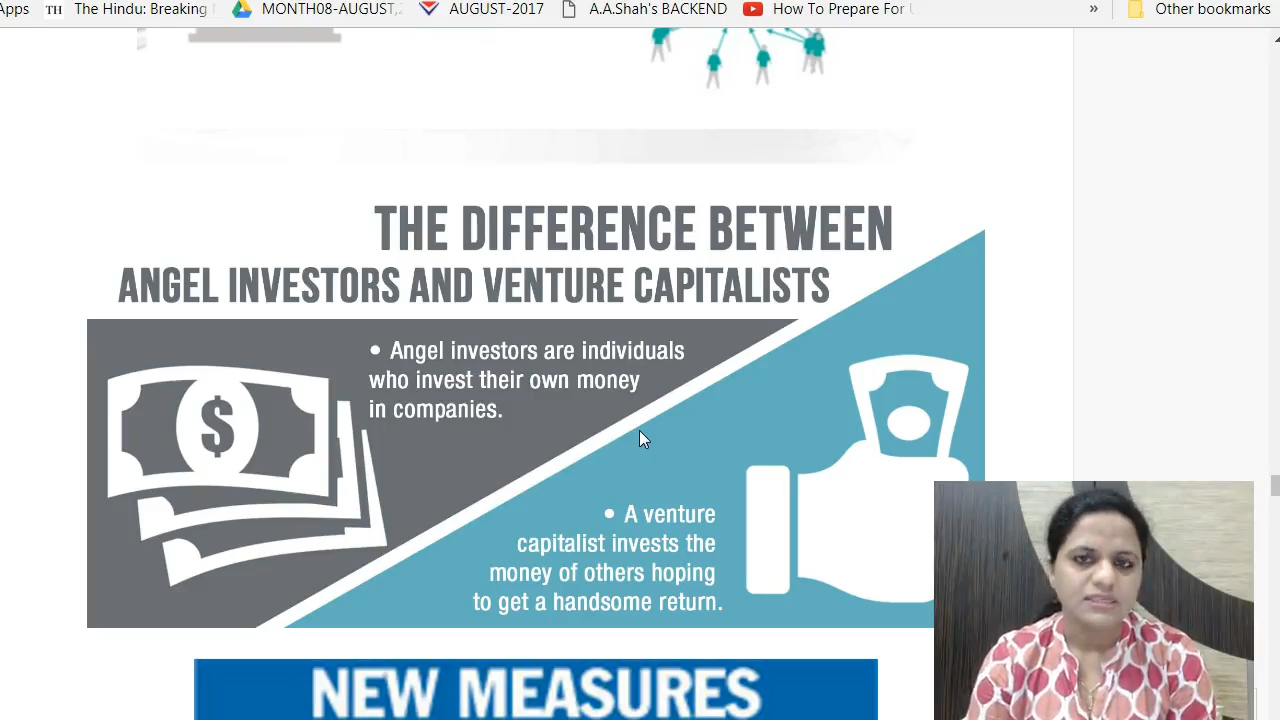 Apps
The Hindu: Breaking
MONTH08-AUGUST,
AUGUST-2017
A.A.Shah's BACKEND
How To Prepare For
»
Other bookmarks
THE DIFFERENCE BETWEEN
ANGEL INVESTORS AND VENTURE CAPITALISTS
• Angel investors are individuals
who invest their own money
in companies.
$
• A venture
capitalist invests the
money of others hoping
to get a handsome return.
NEW MEASURES